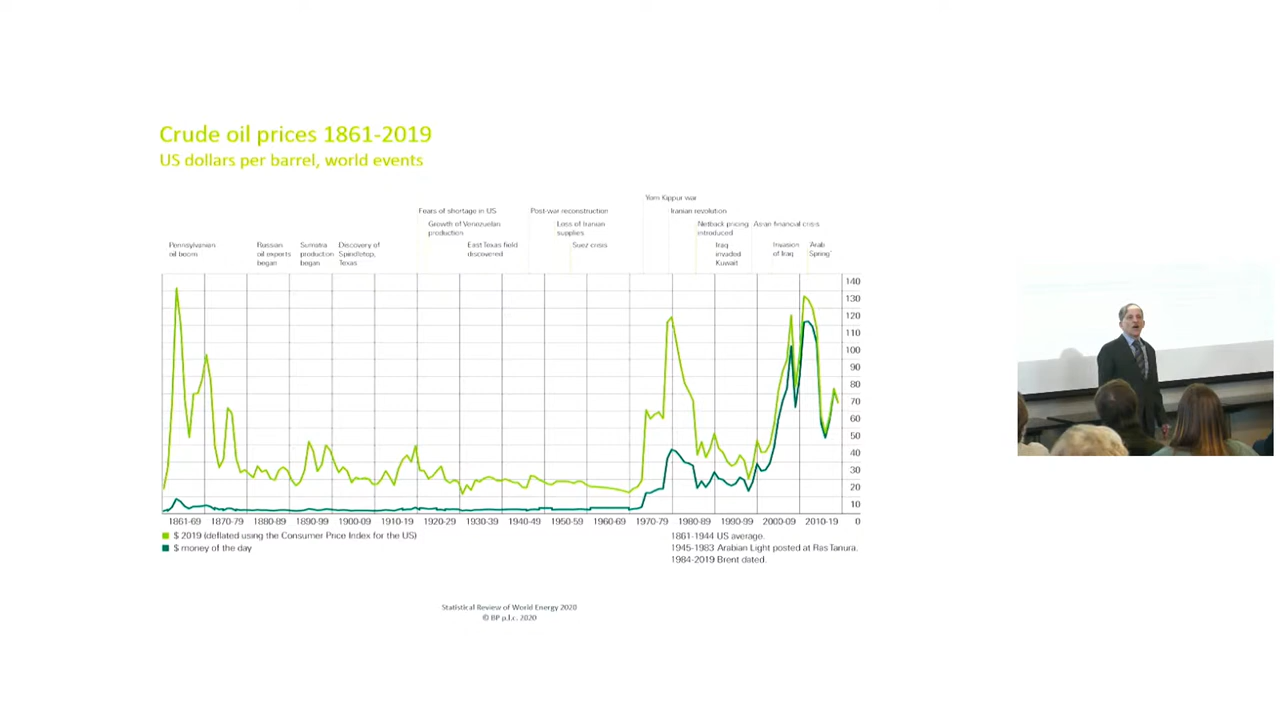 Crude oil prices 1861-2019
US dollars per barrel, world events
Yom Kippur war
Fears of shortage in US
Post-war reconstruction
Iranian revolution
Growth of Venezuelan
production
Loss of Iranian
supplies
Netback pricing
introduced
Asian financial crisis
Pennsylvanian
oil boom
Russian
oil exports
began
Sumatra
production
began
Discovery of
Spindletop,
Texas
East Texas field
discovered
Suez crisis
Iraq
invaded
Kuwait
Invasion
of Iraq
'Arab
Spring'
140
130
120
110
100
90
80
70
60
50
40
30
20
10
0
1861-69 1870-79 1880-89 1890-99 1900-09 1910-19 1920-29 1930-39 1940-49 1950-59 1960-69 1970-79 1980-89 1990-99 2000-09 2010-19
$ 2019 (deflated using the Consumer Price Index for the US)
$ money of the day
1861-1944 US average.
1945-1983 Arabian Light posted at Ras Tanura.
1984-2019 Brent dated.
Statistical Review of World Energy 2020
© BP p.l.c. 2020